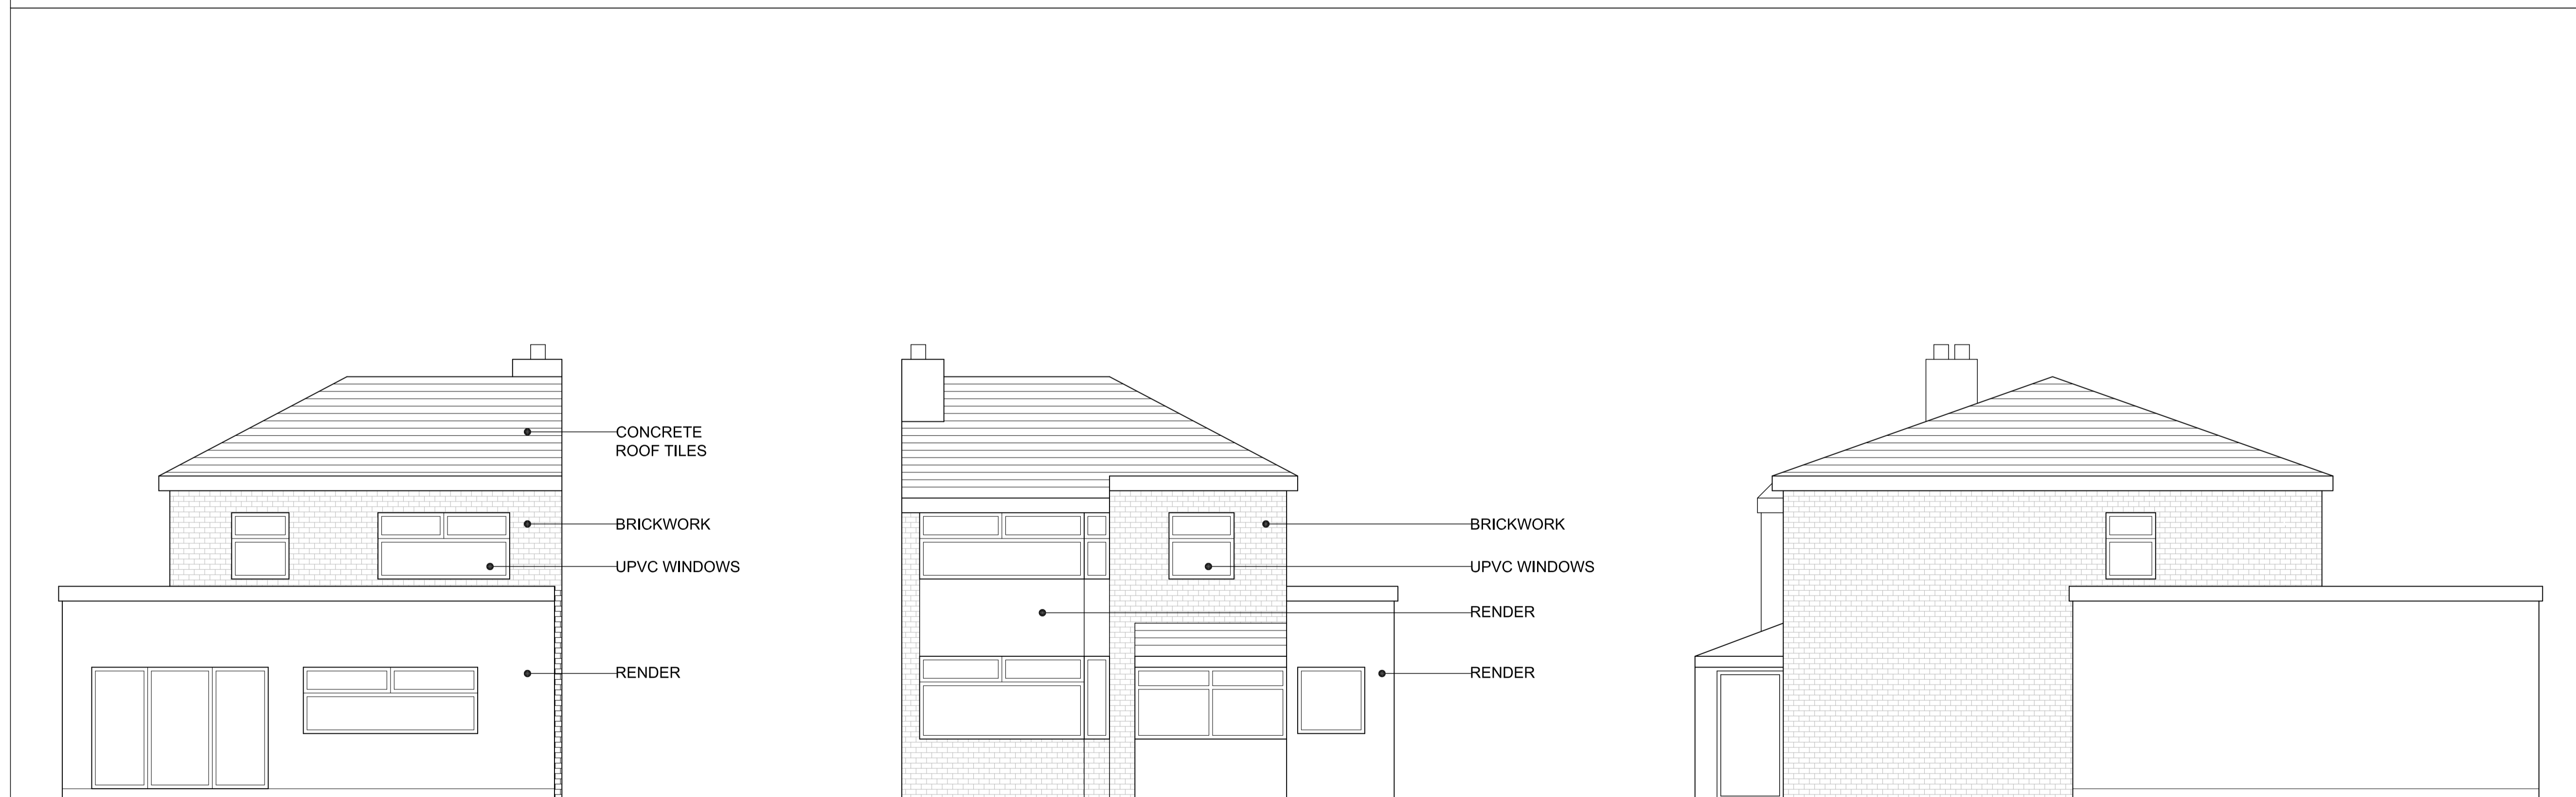 CONCRETE
ROOF TILES
BRICKWORK
UPVC WINDOWS
RENDER
BRICKWORK
UPVC WINDOWS
RENDER
RENDER